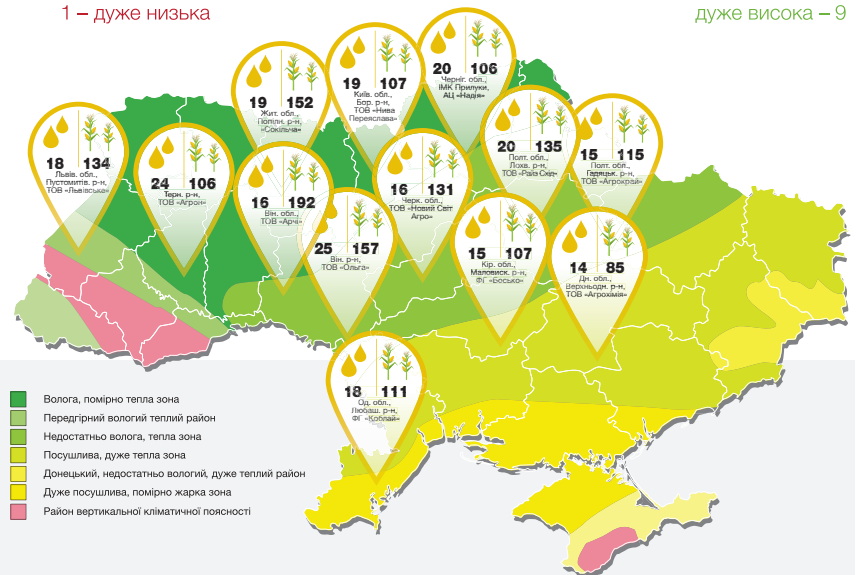 1 – дуже низька
дуже висока – 9
20 106
Черніг. обл.,
ІМК Прилуки,
АЦ «Надія»
19 107
Київ. обл.,
Бор. р-н,
ТОВ «Нива
Переяслава»
19 152
Жит. обл.,
Попілн. р-н,
«Сокільча»
18 134
Львів. обл.,
Пустомитів. р-н,
ТОВ «Львівська»
24 106
Терн. р-н,
ТОВ «Агрон»
16 192
Він. обл.,
ТОВ «Арчі»
16 131
Черк. обл.,
ТОВ «Новий Світ
Агро»
20 135
Полт. обл.,
Лохв. р-н,
ТОВ «Райз Схід»
15 115
Полт. обл.,
Гадяцьк. р-н,
ТОВ «Агрокрай»
25 157
Він. р-н,
ТОВ «Ольга»
15 107
Кір. обл.,
Маловиск. р-н,
ФГ «Боська»
14 85
Дн. обл.,
Верхньодн. р-н,
ТОВ «Агрохімія»
18 111
Од. обл.,
Любаш. р-н,
ФГ «Коблай»
Волога, помірно тепла зона
Передгірний вологий теплий район
Недостатньо волога, тепла зона
Посушлива, дуже тепла зона
Донецький, недостатньо вологий, дуже теплий район
Дуже посушлива, помірно жарка зона
Район вертикальної кліматичної поясності